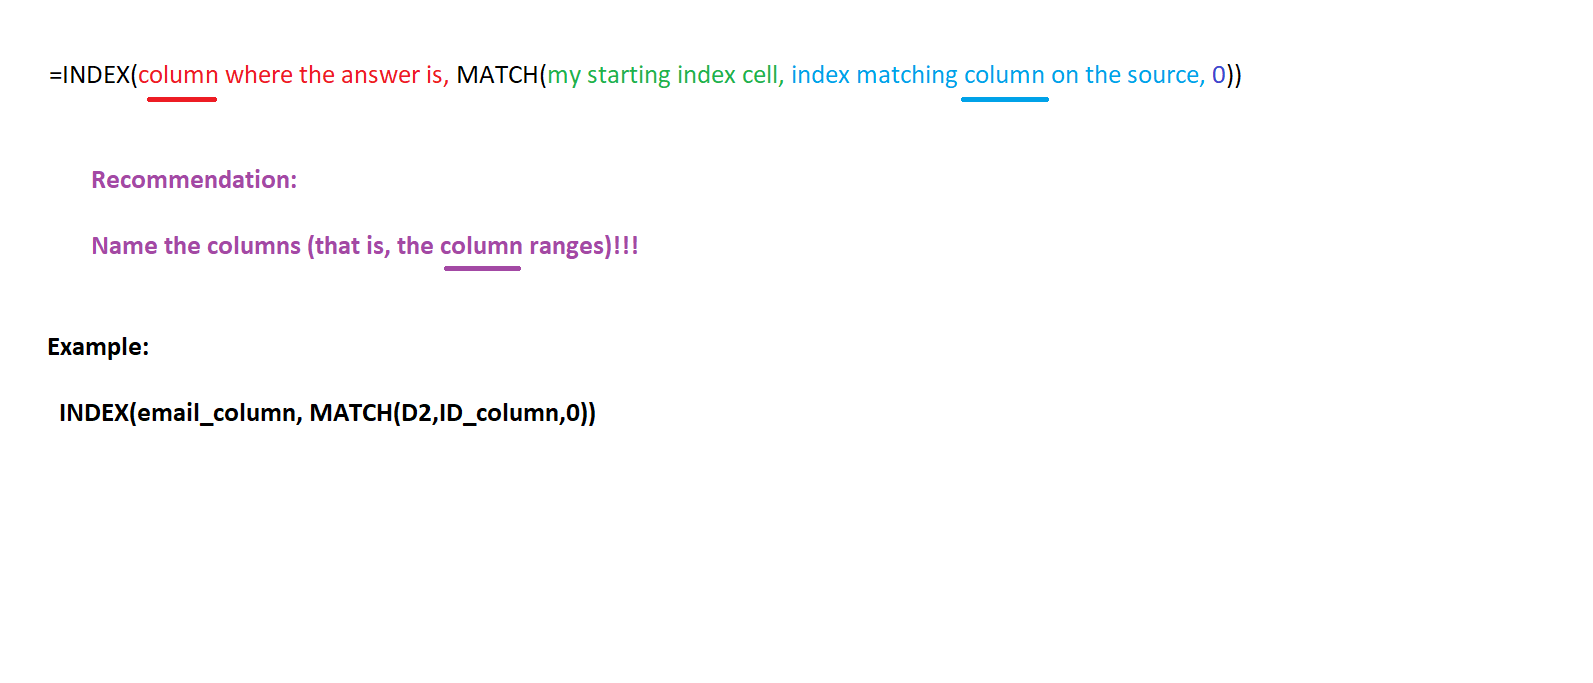 =INDEX(column where the answer is, MATCH(my starting index cell, index matching column on the source, 0))
Recommendation:
Name the columns (that is, the column ranges)!!!
Example:
INDEX(email_column, MATCH(D2,ID_column,0))